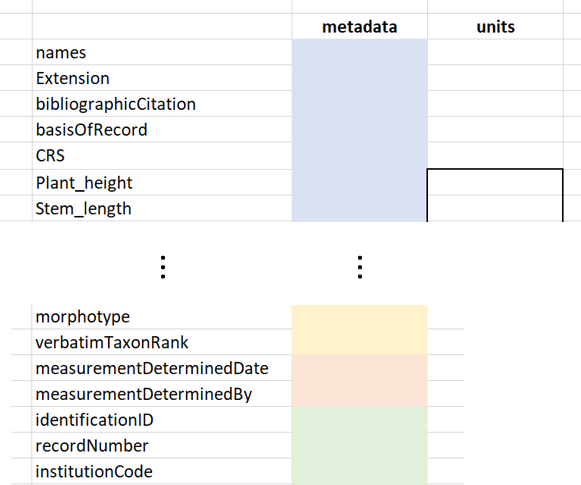 metadata units
names
Extension
bibliographicCitation
basisOfRecord
CRS
Plant_height
Stem_length
morphotype
verbatimTaxonRank
measurementDeterminedDate
measurementDeterminedBy
identificationID
recordNumber
institutionCode